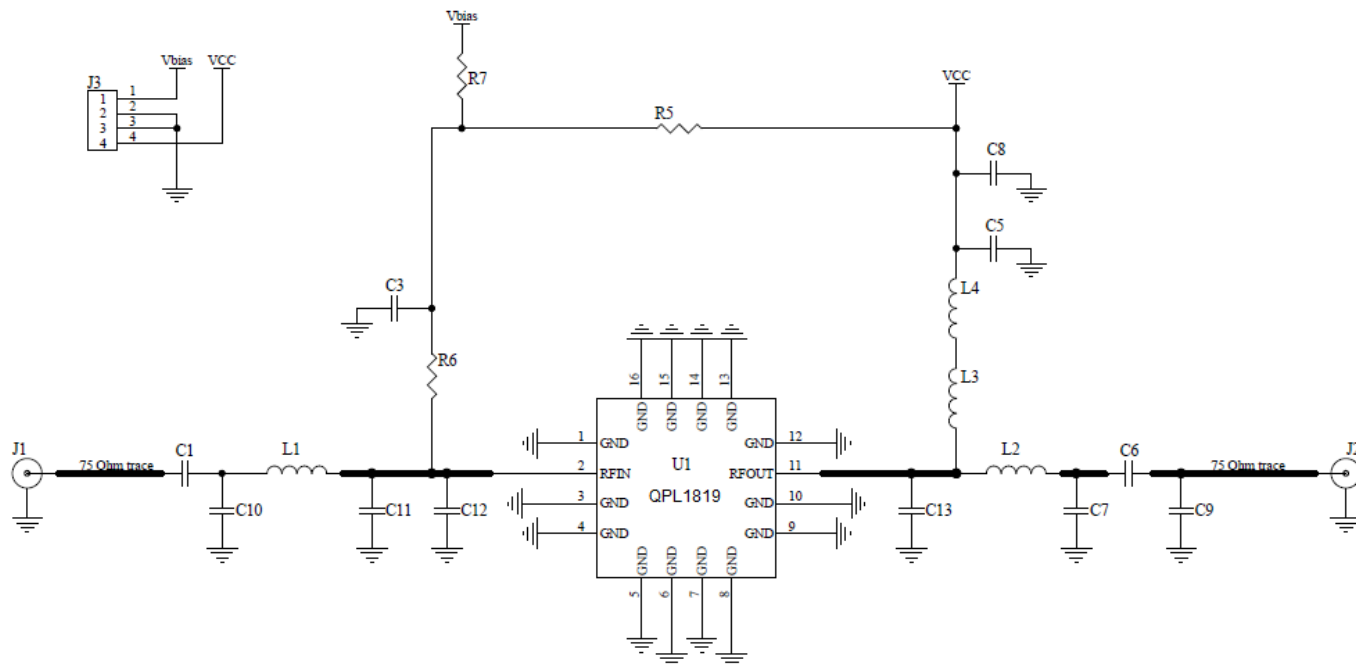 Vbias
Vbias VCC
J3
1 1
2 2
3 3
4 4
R7
R5
VCC
C8
C5
C3
L4
R6
L3
16 15 14 13
GND GND GND GND
J1
75 Ohm trace
C1
L1
1 GND
GND 12
2 RFIN
U1
RFOUT 11
QPL1819
3 GND
GND 10
4 GND
GND 9
L2
C6
75 Ohm trace
J2
C10
C11
C12
C13
C7
C9
GND GND GND GND
5 6 7 8